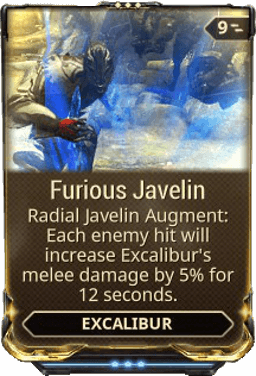 9
Furious Javelin
Radial Javelin Augment:
Each enemy hit will
increase Excalibur's
melee damage by 5% for
12 seconds.
EXCALIBUR